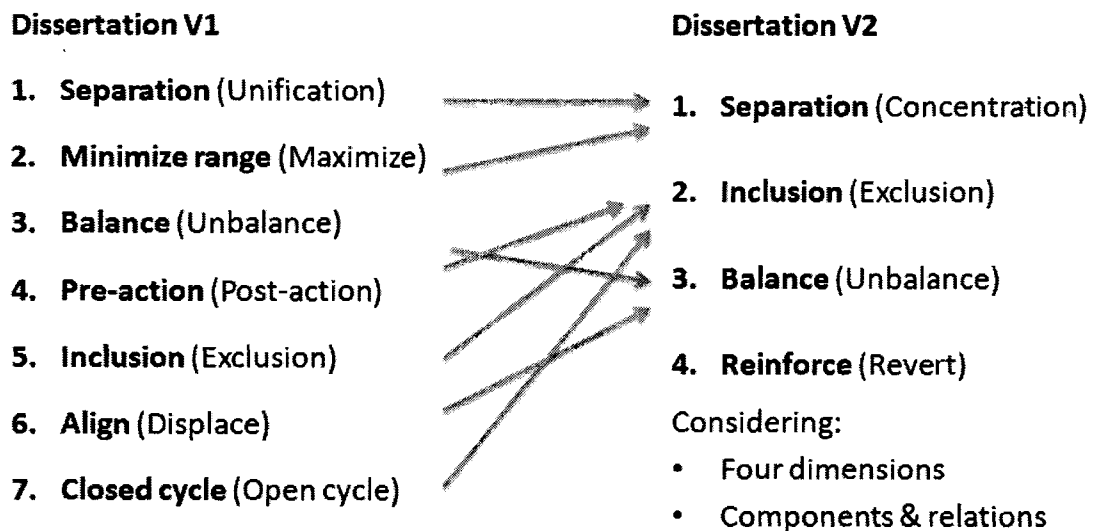 Dissertation V1
1. Separation (Unification)
2. Minimize range (Maximize)
3. Balance (Unbalance)
4. Pre-action (Post-action)
5. Inclusion (Exclusion)
6. Align (Displace)
7. Closed cycle (Open cycle)
Dissertation V2
1. Separation (Concentration)
2. Inclusion (Exclusion)
3. Balance (Unbalance)
4. Reinforce (Revert)
Considering:
• Four dimensions
• Components & relations